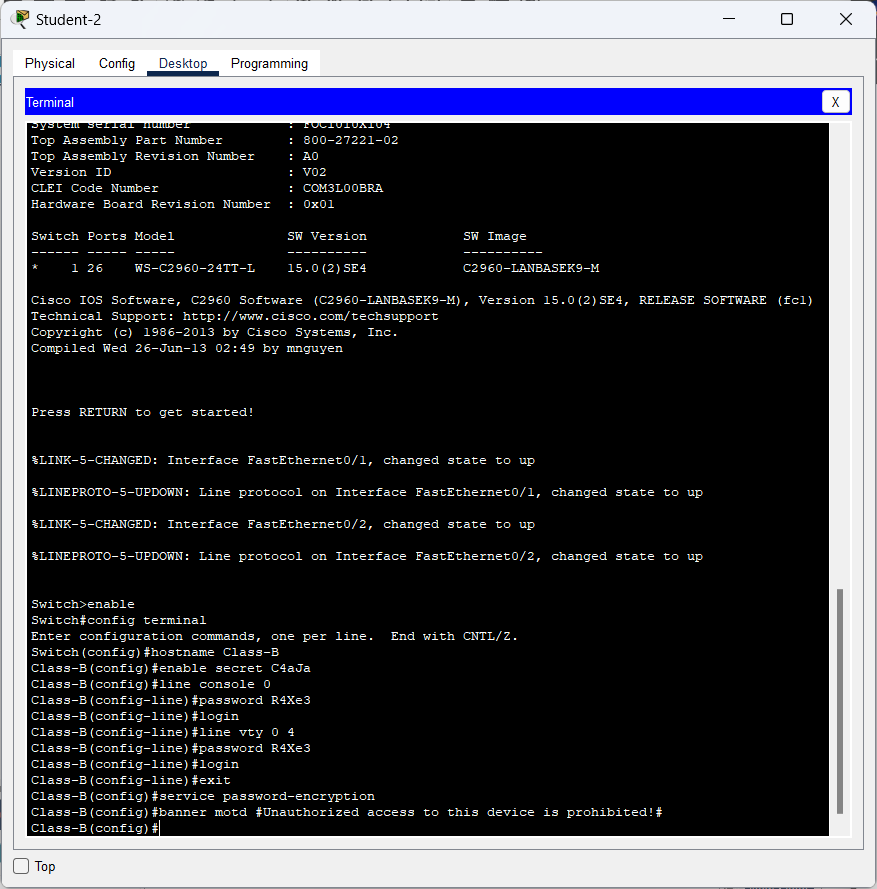 Student-2
Physical Config Desktop Programming
Terminal X
System serial number : FOC1010X104
Top Assembly Part Number : 800-27221-02
Top Assembly Revision Number : A0
Version ID : V02
CLEI Code Number : COM3L00BRA
Hardware Board Revision Number : 0x01
Switch Ports Model SW Version SW Image
------ ----- ----- ---------- ----------
* 1 26 WS-C2960-24TT-L 15.0(2)SE4 C2960-LANBASEK9-M
Cisco IOS Software, C2960 Software (C2960-LANBASEK9-M), Version 15.0(2)SE4, RELEASE SOFTWARE (fc1)
Technical Support: http://www.cisco.com/techsupport
Copyright (c) 1986-2013 by Cisco Systems, Inc.
Compiled Wed 26-Jun-13 02:49 by mnguyen
Press RETURN to get started!
%LINK-5-CHANGED: Interface FastEthernet0/1, changed state to up
%LINEPROTO-5-UPDOWN: Line protocol on Interface FastEthernet0/1, changed state to up
%LINK-5-CHANGED: Interface FastEthernet0/2, changed state to up
%LINEPROTO-5-UPDOWN: Line protocol on Interface FastEthernet0/2, changed state to up
Switch>enable
Switch#config terminal
Enter configuration commands, one per line. End with CNTL/Z.
Switch(config)#hostname Class-B
Class-B(config)#enable secret C4aJa
Class-B(config)#line console 0
Class-B(config-line)#password R4Xe3
Class-B(config-line)#login
Class-B(config-line)#line vty 0 4
Class-B(config-line)#password R4Xe3
Class-B(config-line)#login
Class-B(config-line)#exit
Class-B(config)#service password-encryption
Class-B(config)#banner motd #Unauthorized access to this device is prohibited!#
Class-B(config)#
Top